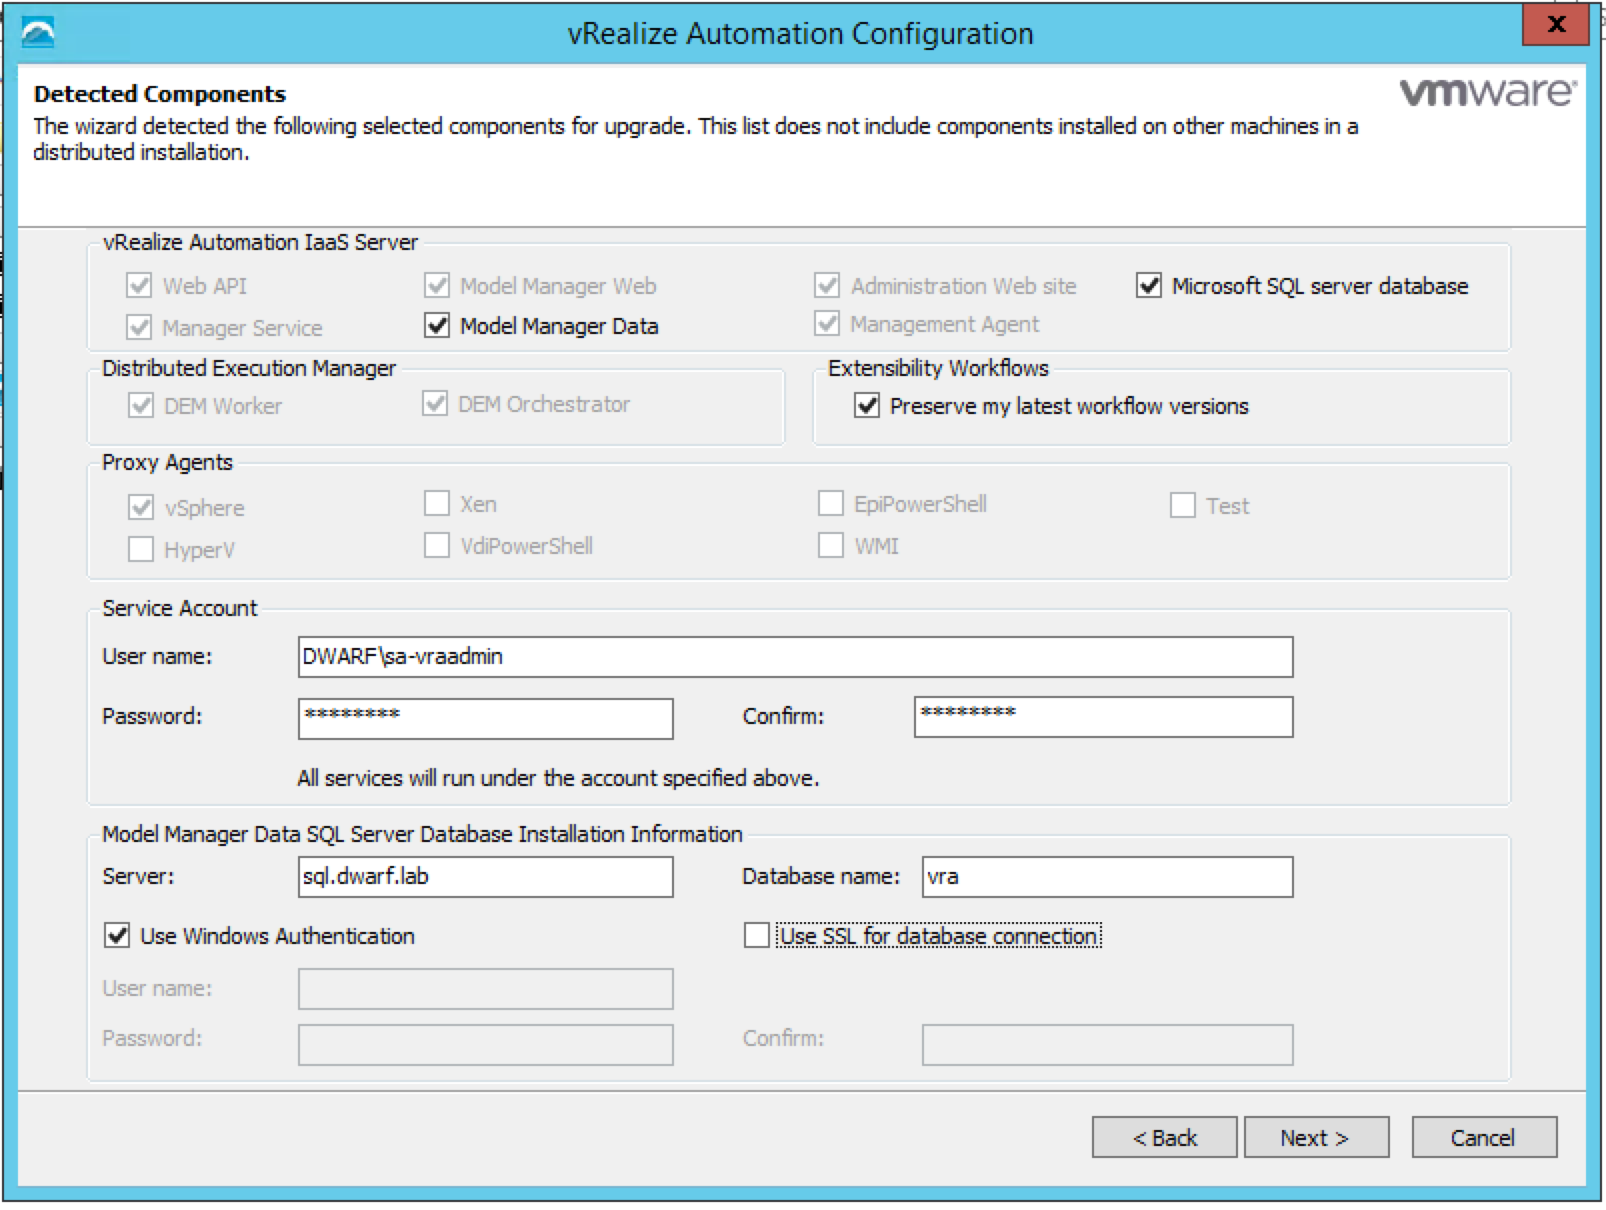 vRealize Automation Configuration
X
Detected Components
vmware
The wizard detected the following selected components for upgrade. This list does not include components installed on other machines in a
distributed installation.
vRealize Automation IaaS Server
Web API
Model Manager Web
Administration Web site
Microsoft SQL server database
Manager Service
Model Manager Data
Management Agent
Distributed Execution Manager
Extensibility Workflows
DEM Worker
DEM Orchestrator
Preserve my latest workflow versions
Proxy Agents
vSphere
Xen
EpiPowerShell
Test
HyperV
VdiPowerShell
WMI
Service Account
User name:
DWARF\sa-vraadmin
Password:
********
Confirm:
********
All services will run under the account specified above.
Model Manager Data SQL Server Database Installation Information
Server:
sql.dwarf.lab
Database name:
vra
Use Windows Authentication
Use SSL for database connection
User name:
Password:
Confirm:
< Back
Next >
Cancel